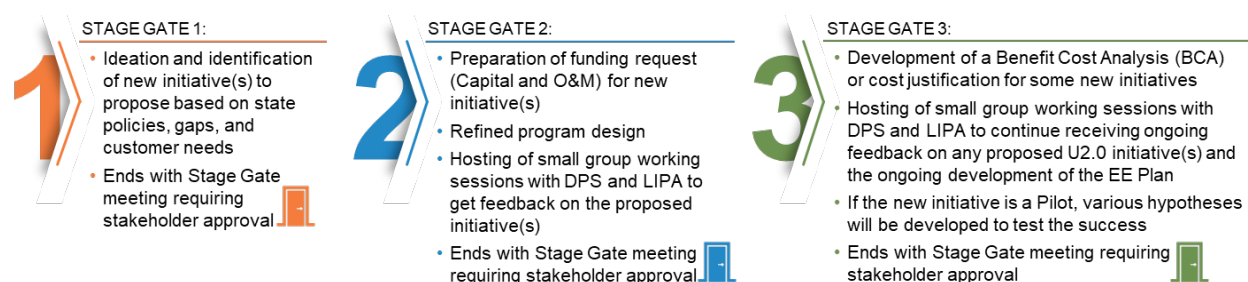 1
STAGE GATE 1:
• Ideation and identification
of new initiative(s) to
propose based on state
policies, gaps, and
customer needs
• Ends with Stage Gate
meeting requiring
stakeholder approval
2
STAGE GATE 2:
• Preparation of funding request
(Capital and O&M) for new
initiative(s)
• Refined program design
• Hosting of small group working
sessions with DPS and LIPA to
get feedback on the proposed
initiative(s)
• Ends with Stage Gate meeting
requiring stakeholder approval
3
STAGE GATE 3:
• Development of a Benefit Cost Analysis (BCA)
or cost justification for some new initiatives
• Hosting of small group working sessions with
DPS and LIPA to continue receiving ongoing
feedback on any proposed U2.0 initiative(s) and
the ongoing development of the EE Plan
• If the new initiative is a Pilot, various hypotheses
will be developed to test the success
• Ends with Stage Gate meeting requiring
stakeholder approval